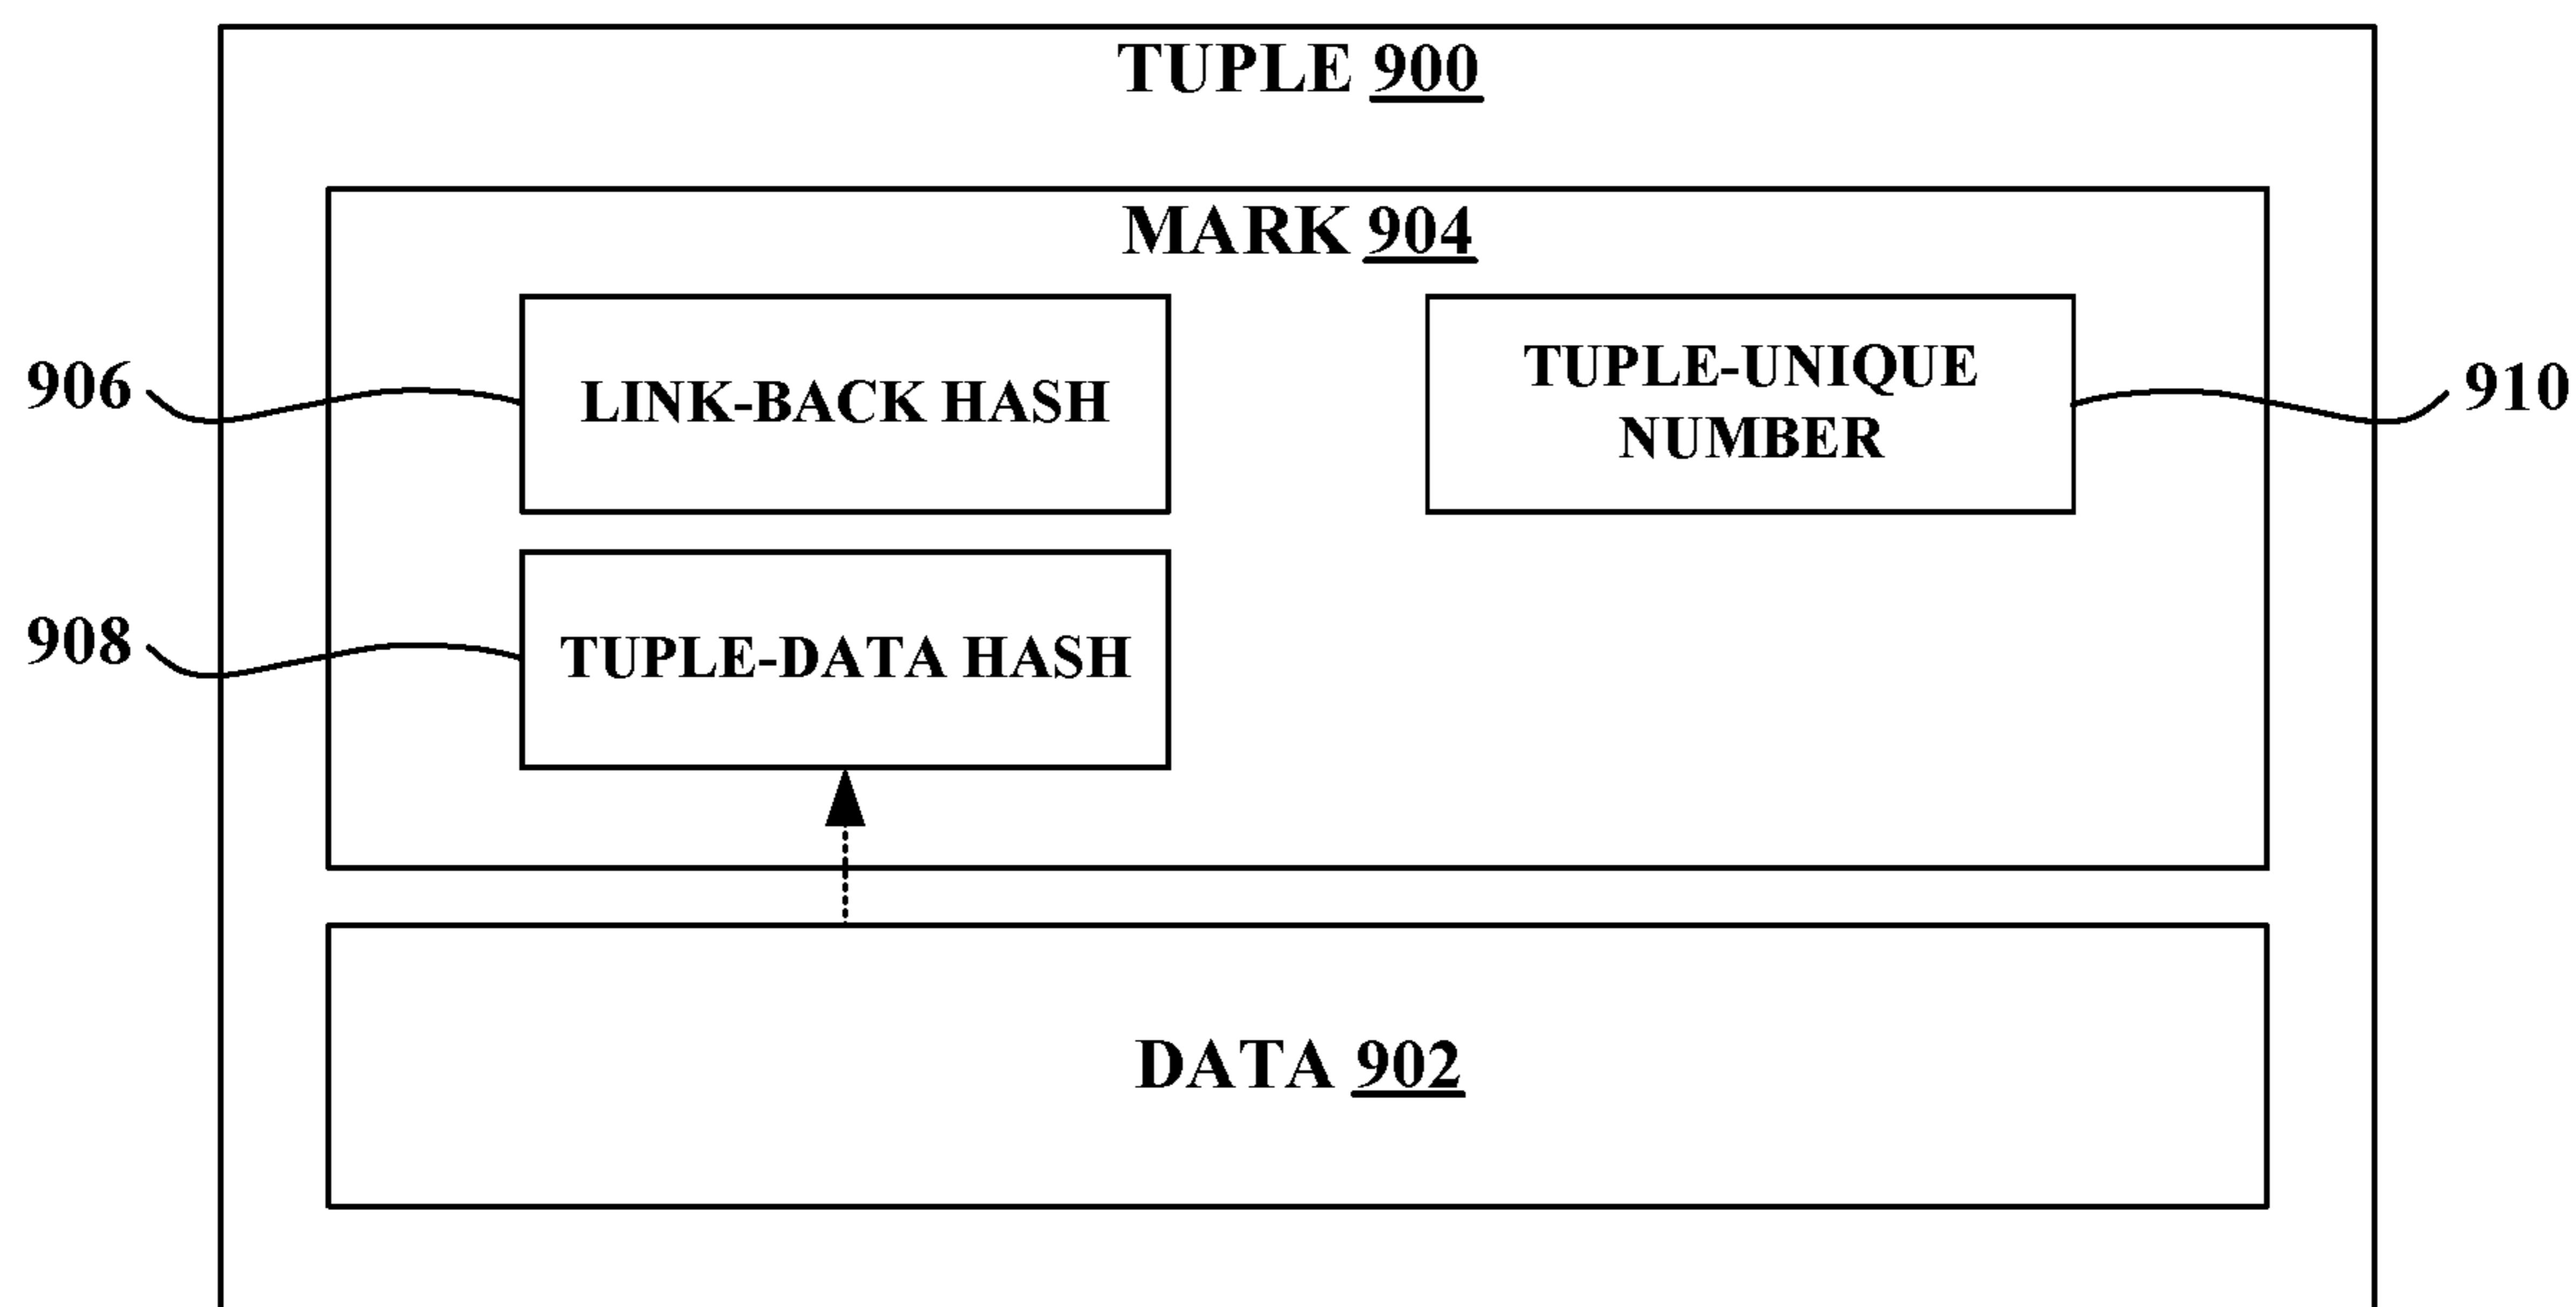 TUPLE 900
MARK 904
906
LINK-BACK HASH
TUPLE-UNIQUE
NUMBER
910
908
TUPLE-DATA HASH
DATA 902